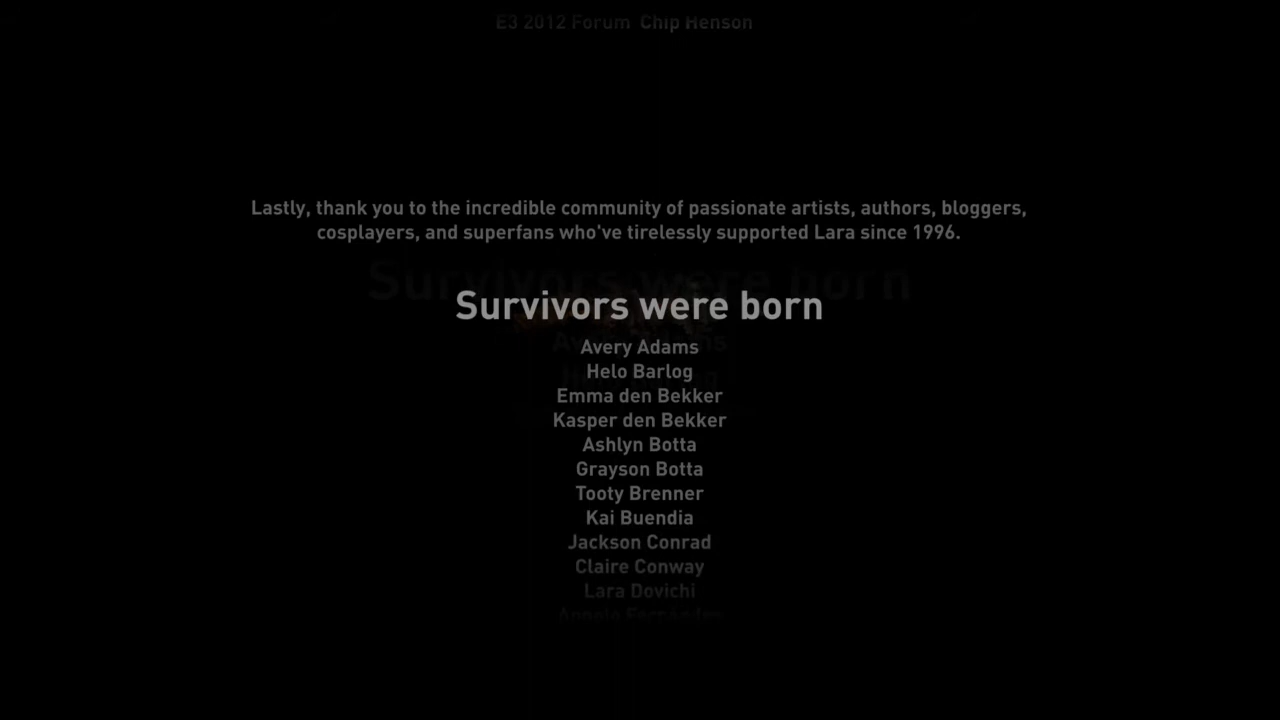 E3 2012 Forum Chip Henson
Lastly, thank you to the incredible community of passionate artists, authors, bloggers,
cosplayers, and superfans who've tirelessly supported Lara since 1996.
Survivors were born
Avery Adams
Helo Barlog
Emma den Bekker
Kasper den Bekker
Ashlyn Botta
Grayson Botta
Tooty Brenner
Kai Buendia
Jackson Conrad
Claire Conway
Lara Dovichi